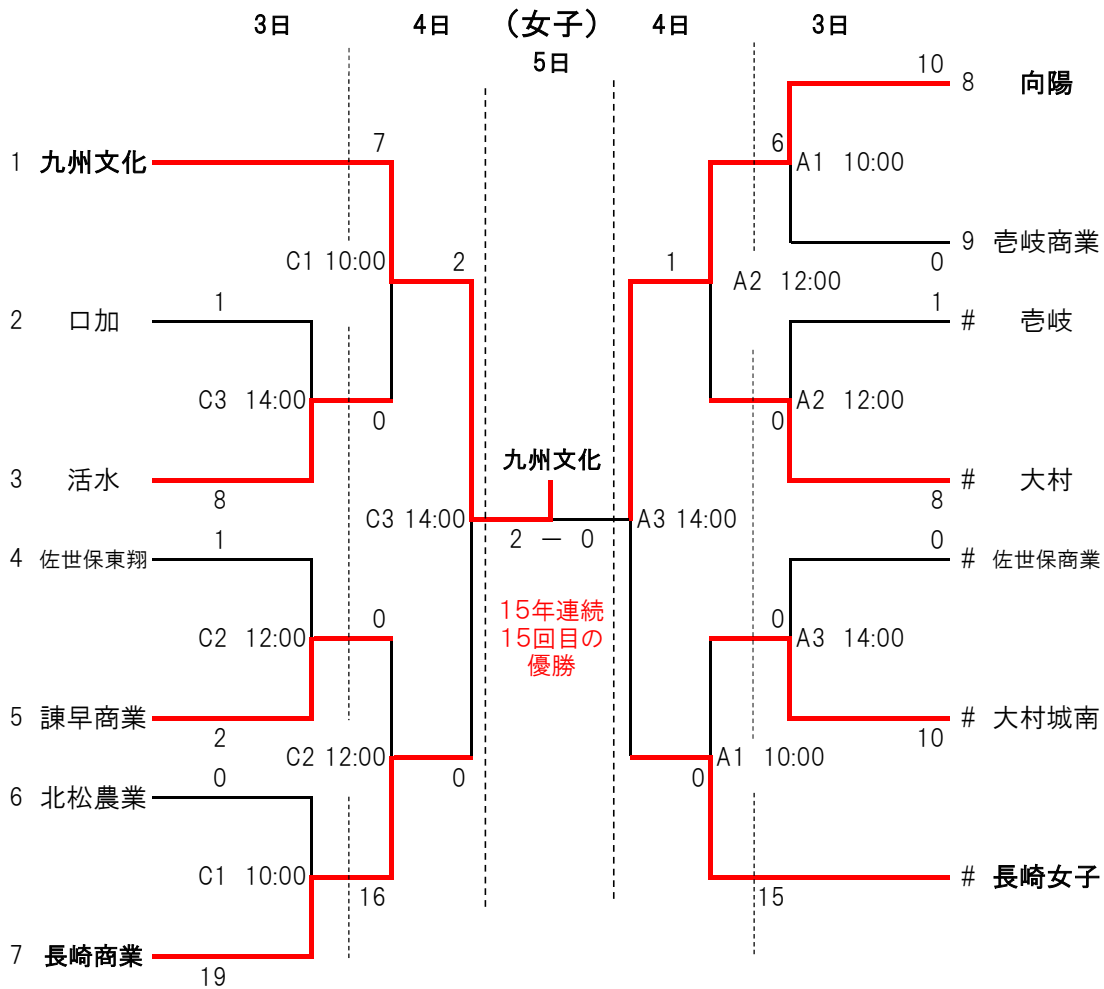 3日 4日 （女子） 4日 3日
5日
10
8 向陽
7
6
1 九州文化
A1 10:00
9 壱岐商業
0
C1 10:00
2
1
A2 12:00
1
1
2 口加
# 壱岐
C3 14:00
A2 12:00
0
0
九州文化
3 活水
# 大村
8
8
C3 14:00
A3 14:00
2 － 0
1
0
4 佐世保東翔
# 佐世保商業
15年連続
15回目の
優勝
0
0
C2 12:00
A3 14:00
5 諫早商業
# 大村城南
2
10
C2 12:00
A1 10:00
0
0
0
6 北松農業
C1 10:00
# 長崎女子
16
15
7 長崎商業
19